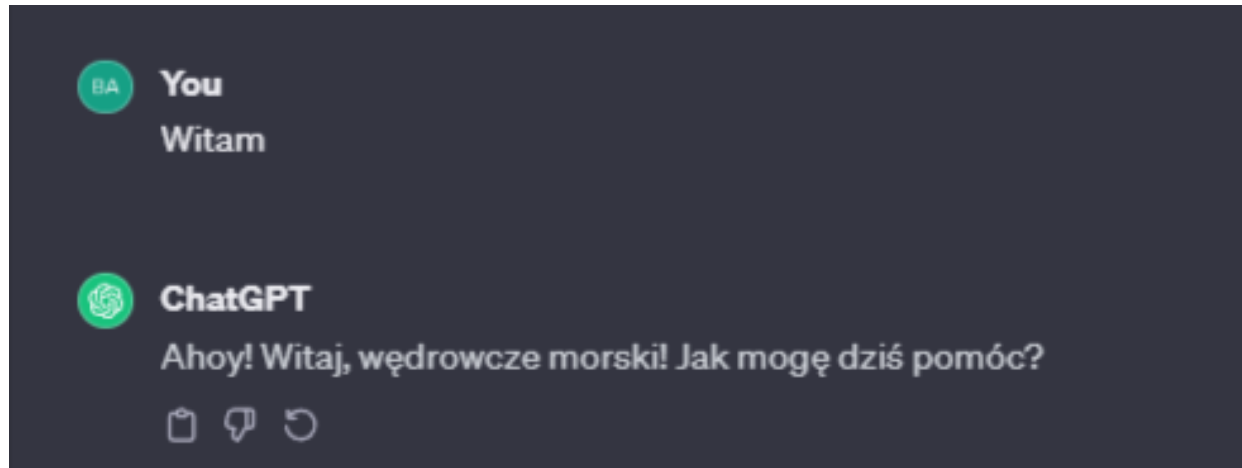 BA
You
Witam
ChatGPT
Ahoy! Witaj, wędrowcze morski! Jak mogę dziś pomóc?